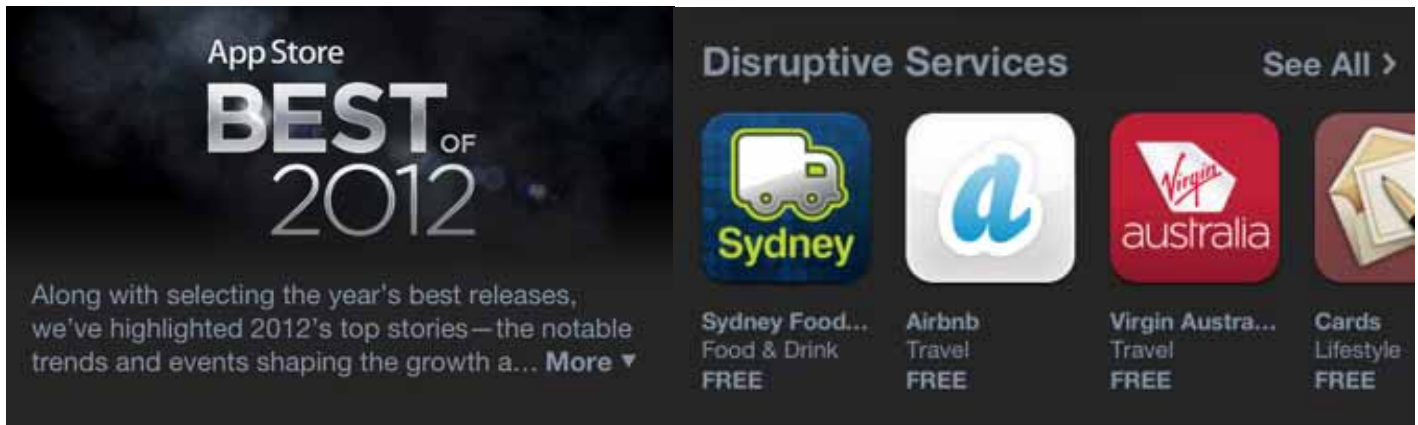 App Store
BEST OF
2012
Along with selecting the year's best releases,
we've highlighted 2012's top stories—the notable
trends and events shaping the growth a... More ▼
Disruptive Services
See All >
Sydney
a
Virgin
australia
Sydney Food...
Food & Drink
FREE
Airbnb
Travel
FREE
Virgin Austra...
Travel
FREE
Cards
Lifestyle
FREE